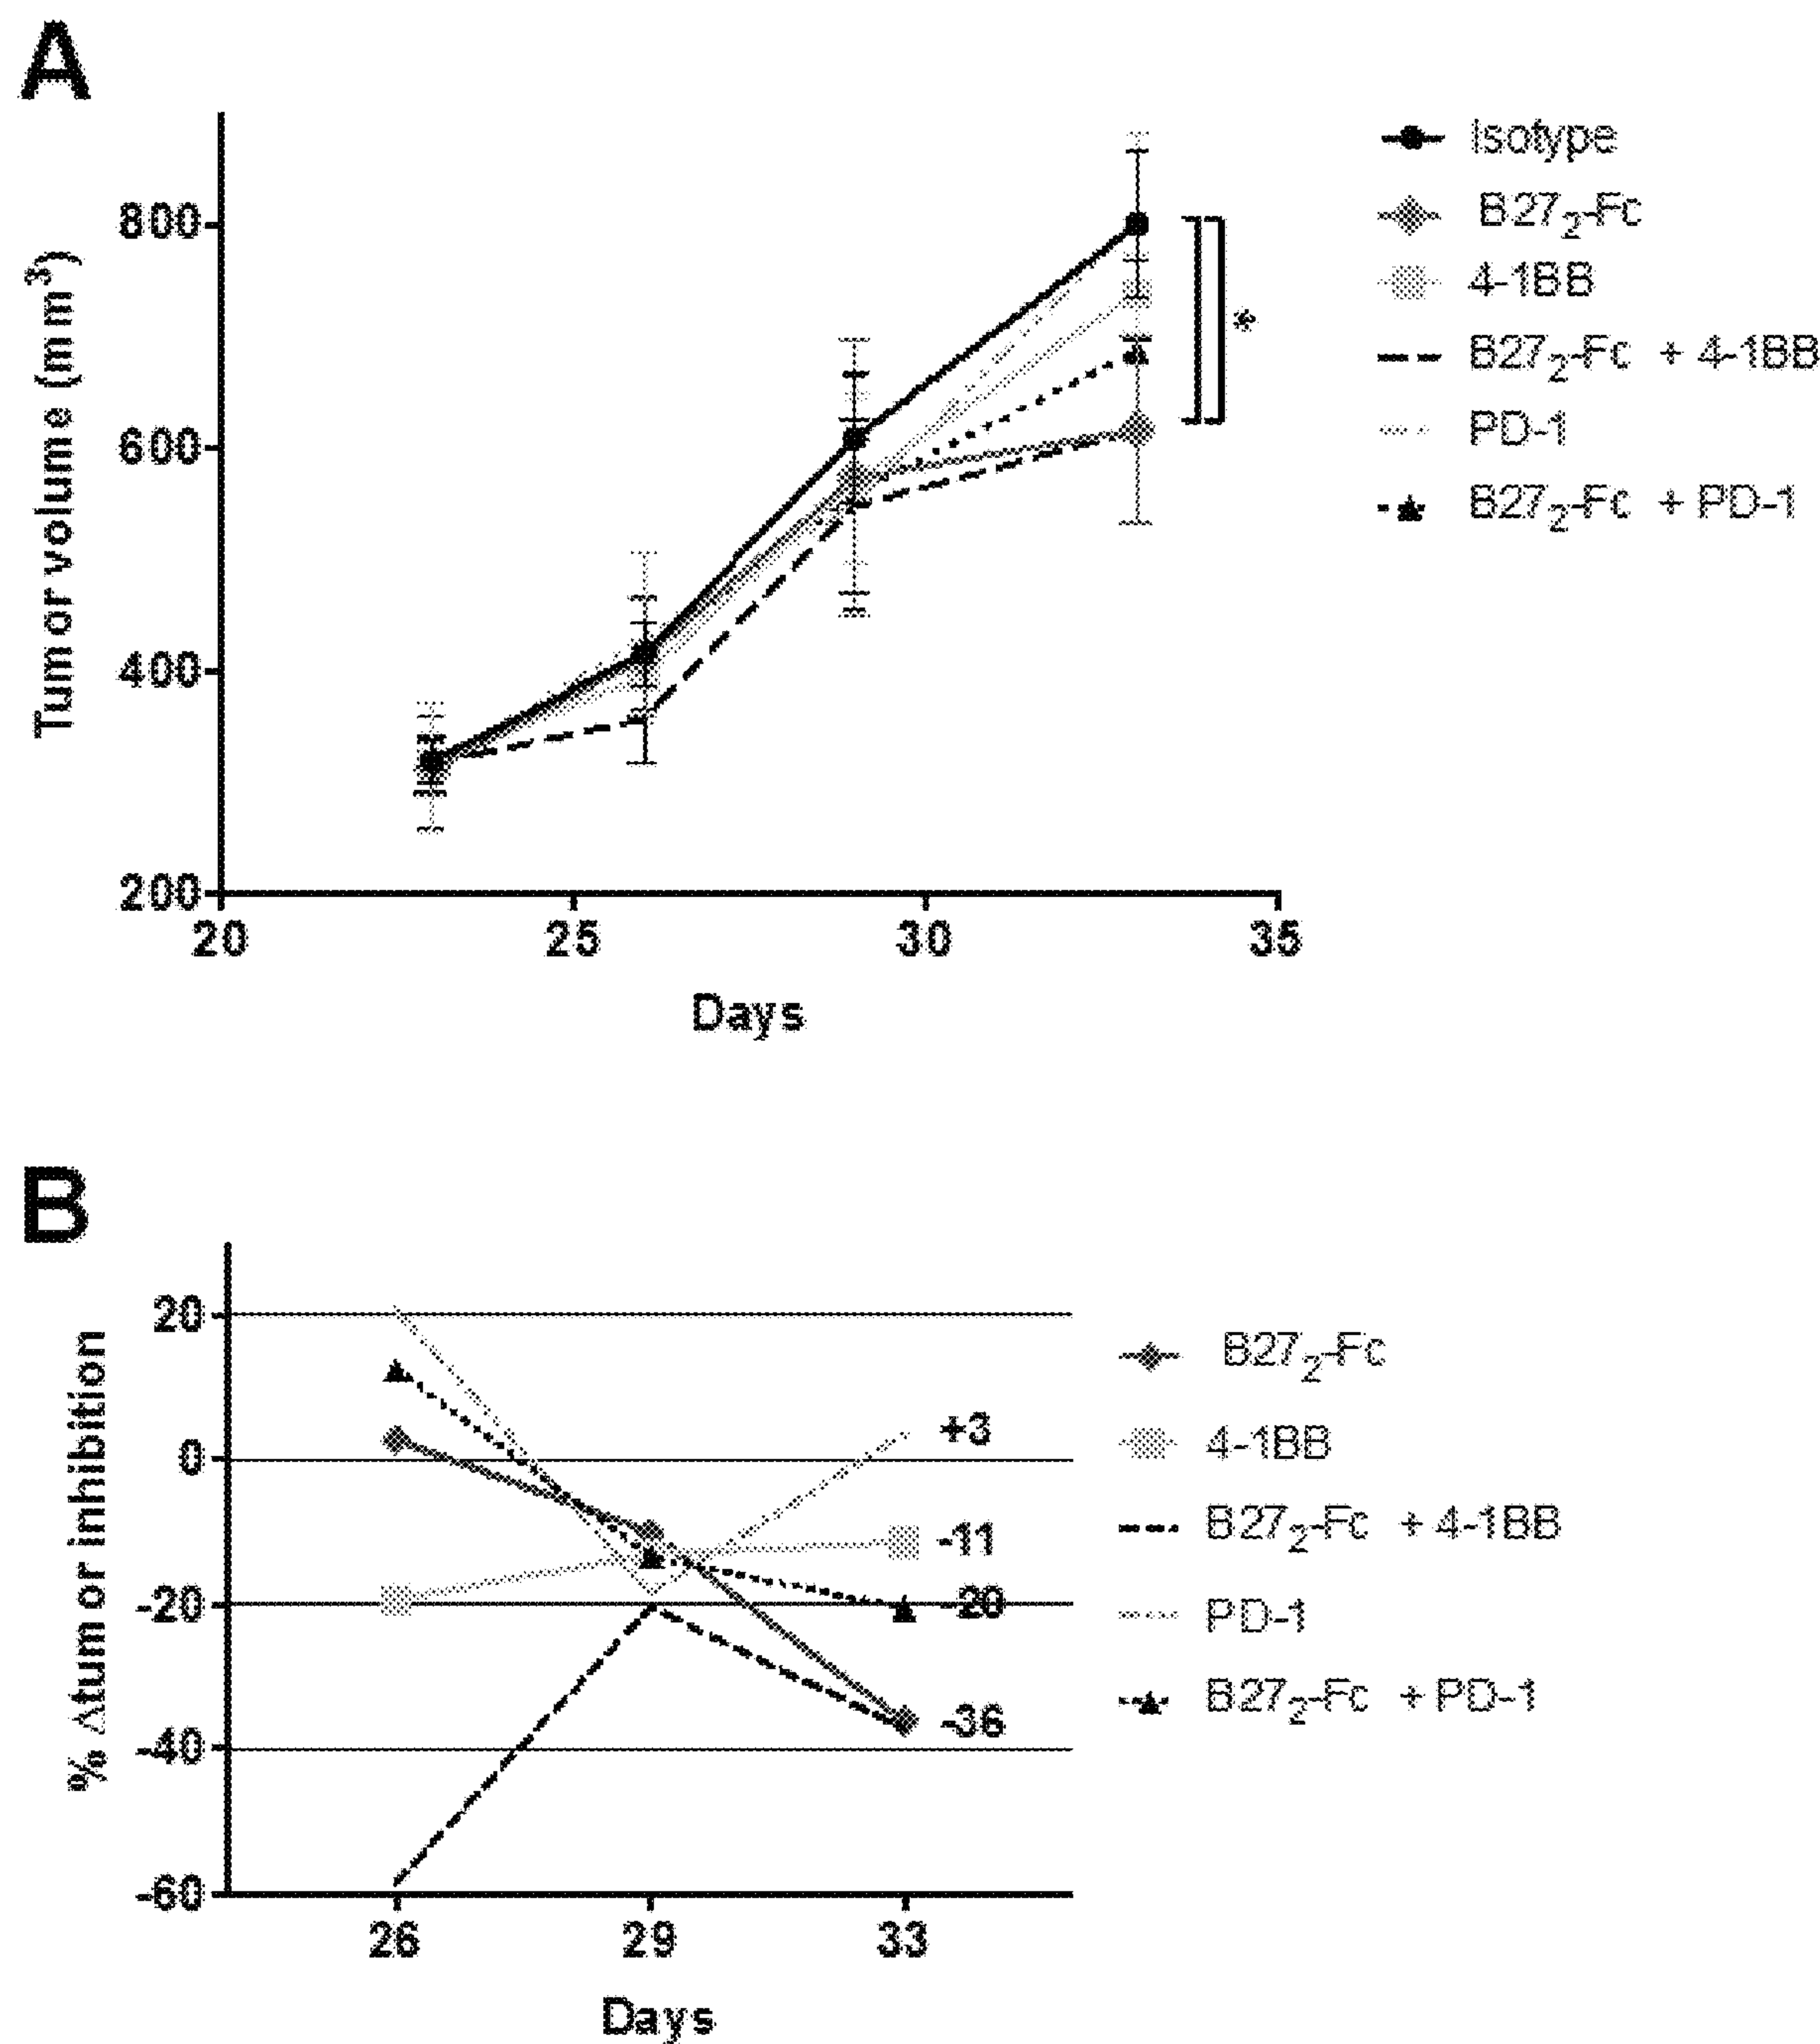 A
Tumor volume (mm³)
800
600
400
200
20
25
30
35
Days
*
Isotype
B27₂-Fc
4-1BB
B27₂-Fc + 4-1BB
PD-1
B27₂-Fc + PD-1
B
% Δtumor inhibition
20
0
-20
-40
-60
26
29
33
Days
+3
-11
-20
-36
B27₂-Fc
4-1BB
B27₂-Fc + 4-1BB
PD-1
B27₂-Fc + PD-1